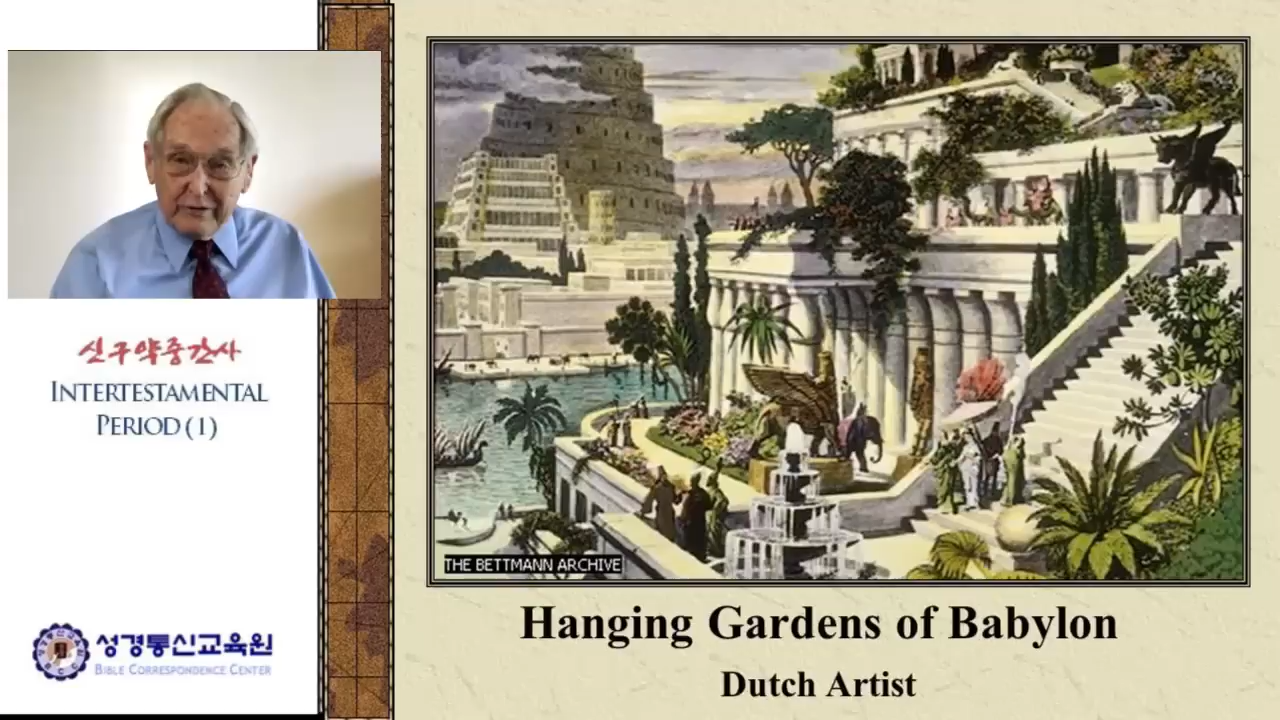 신구약중간사
INTERTESTAMENTAL
PERIOD (1)
성경통신교육원
BIBLE CORRESPONDENCE CENTER
THE BETTMANN ARCHIVE
Hanging Gardens of Babylon
Dutch Artist